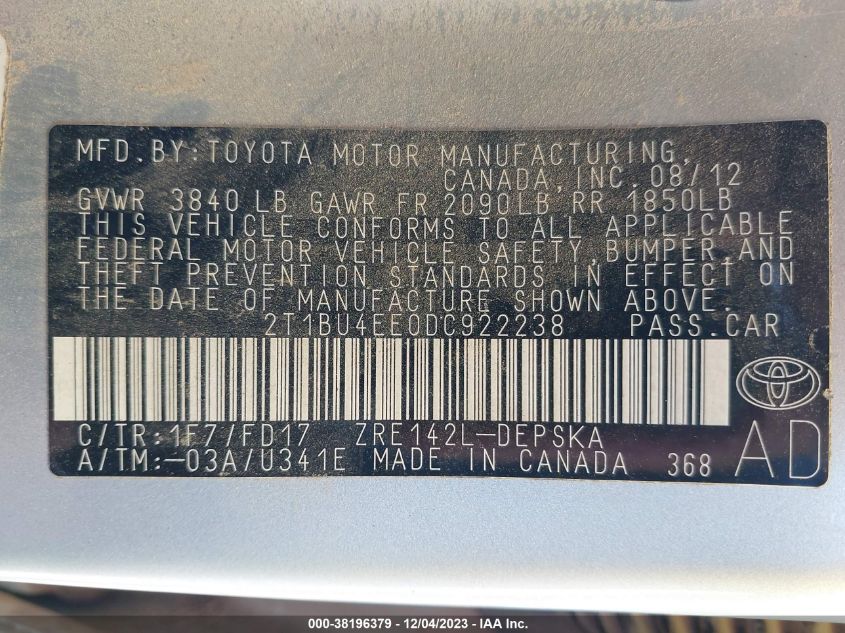 MFD.BY:TOYOTA MOTOR MANUFACTURING,
CANADA,INC.08/12
GVWR 3840 LB GAWR FR 2090LB RR 1850LB
THIS VEHICLE CONFORMS TO ALL APPLICABLE
FEDERAL MOTOR VEHICLE SAFETY,BUMPER,AND
THEFT PREVENTION STANDARDS IN EFFECT ON
THE DATE OF MANUFACTURE SHOWN ABOVE.
2T1BU4EE0DC922238 PASS.CAR
C/TR:1F7/FD17 ZRE142L-DEPSKA
A/TM:-03A/U341E MADE IN CANADA 368 AD
000-38196379 - 12/04/2023 - IAA Inc.